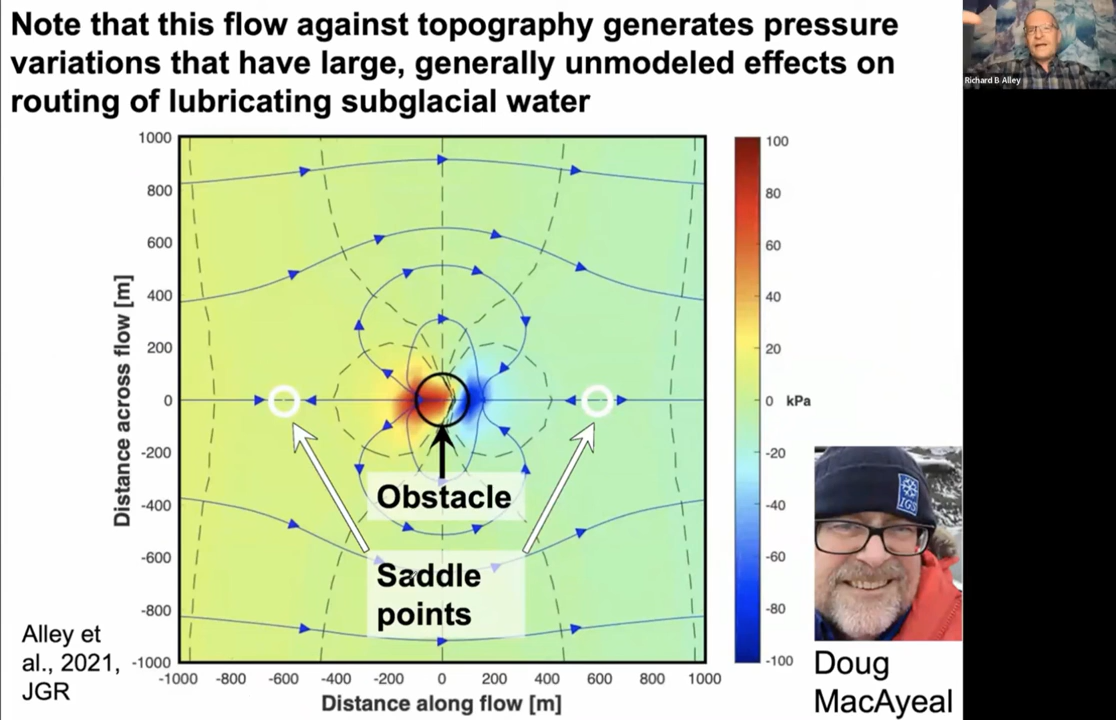 Note that this flow against topography generates pressure
variations that have large, generally unmodeled effects on
routing of lubricating subglacial water
Richard B Alley
1000
800
600
400
200
0
-200
-400
-600
-800
-1000
Distance across flow [m]
-1000 -800 -600 -400 -200 0 200 400 600 800 1000
Distance along flow [m]
Obstacle
Saddle
points
100
80
60
40
20
0 kPa
-20
-40
-60
-80
-100
IGS
Alley et
al., 2021,
JGR
Doug
MacAyeal